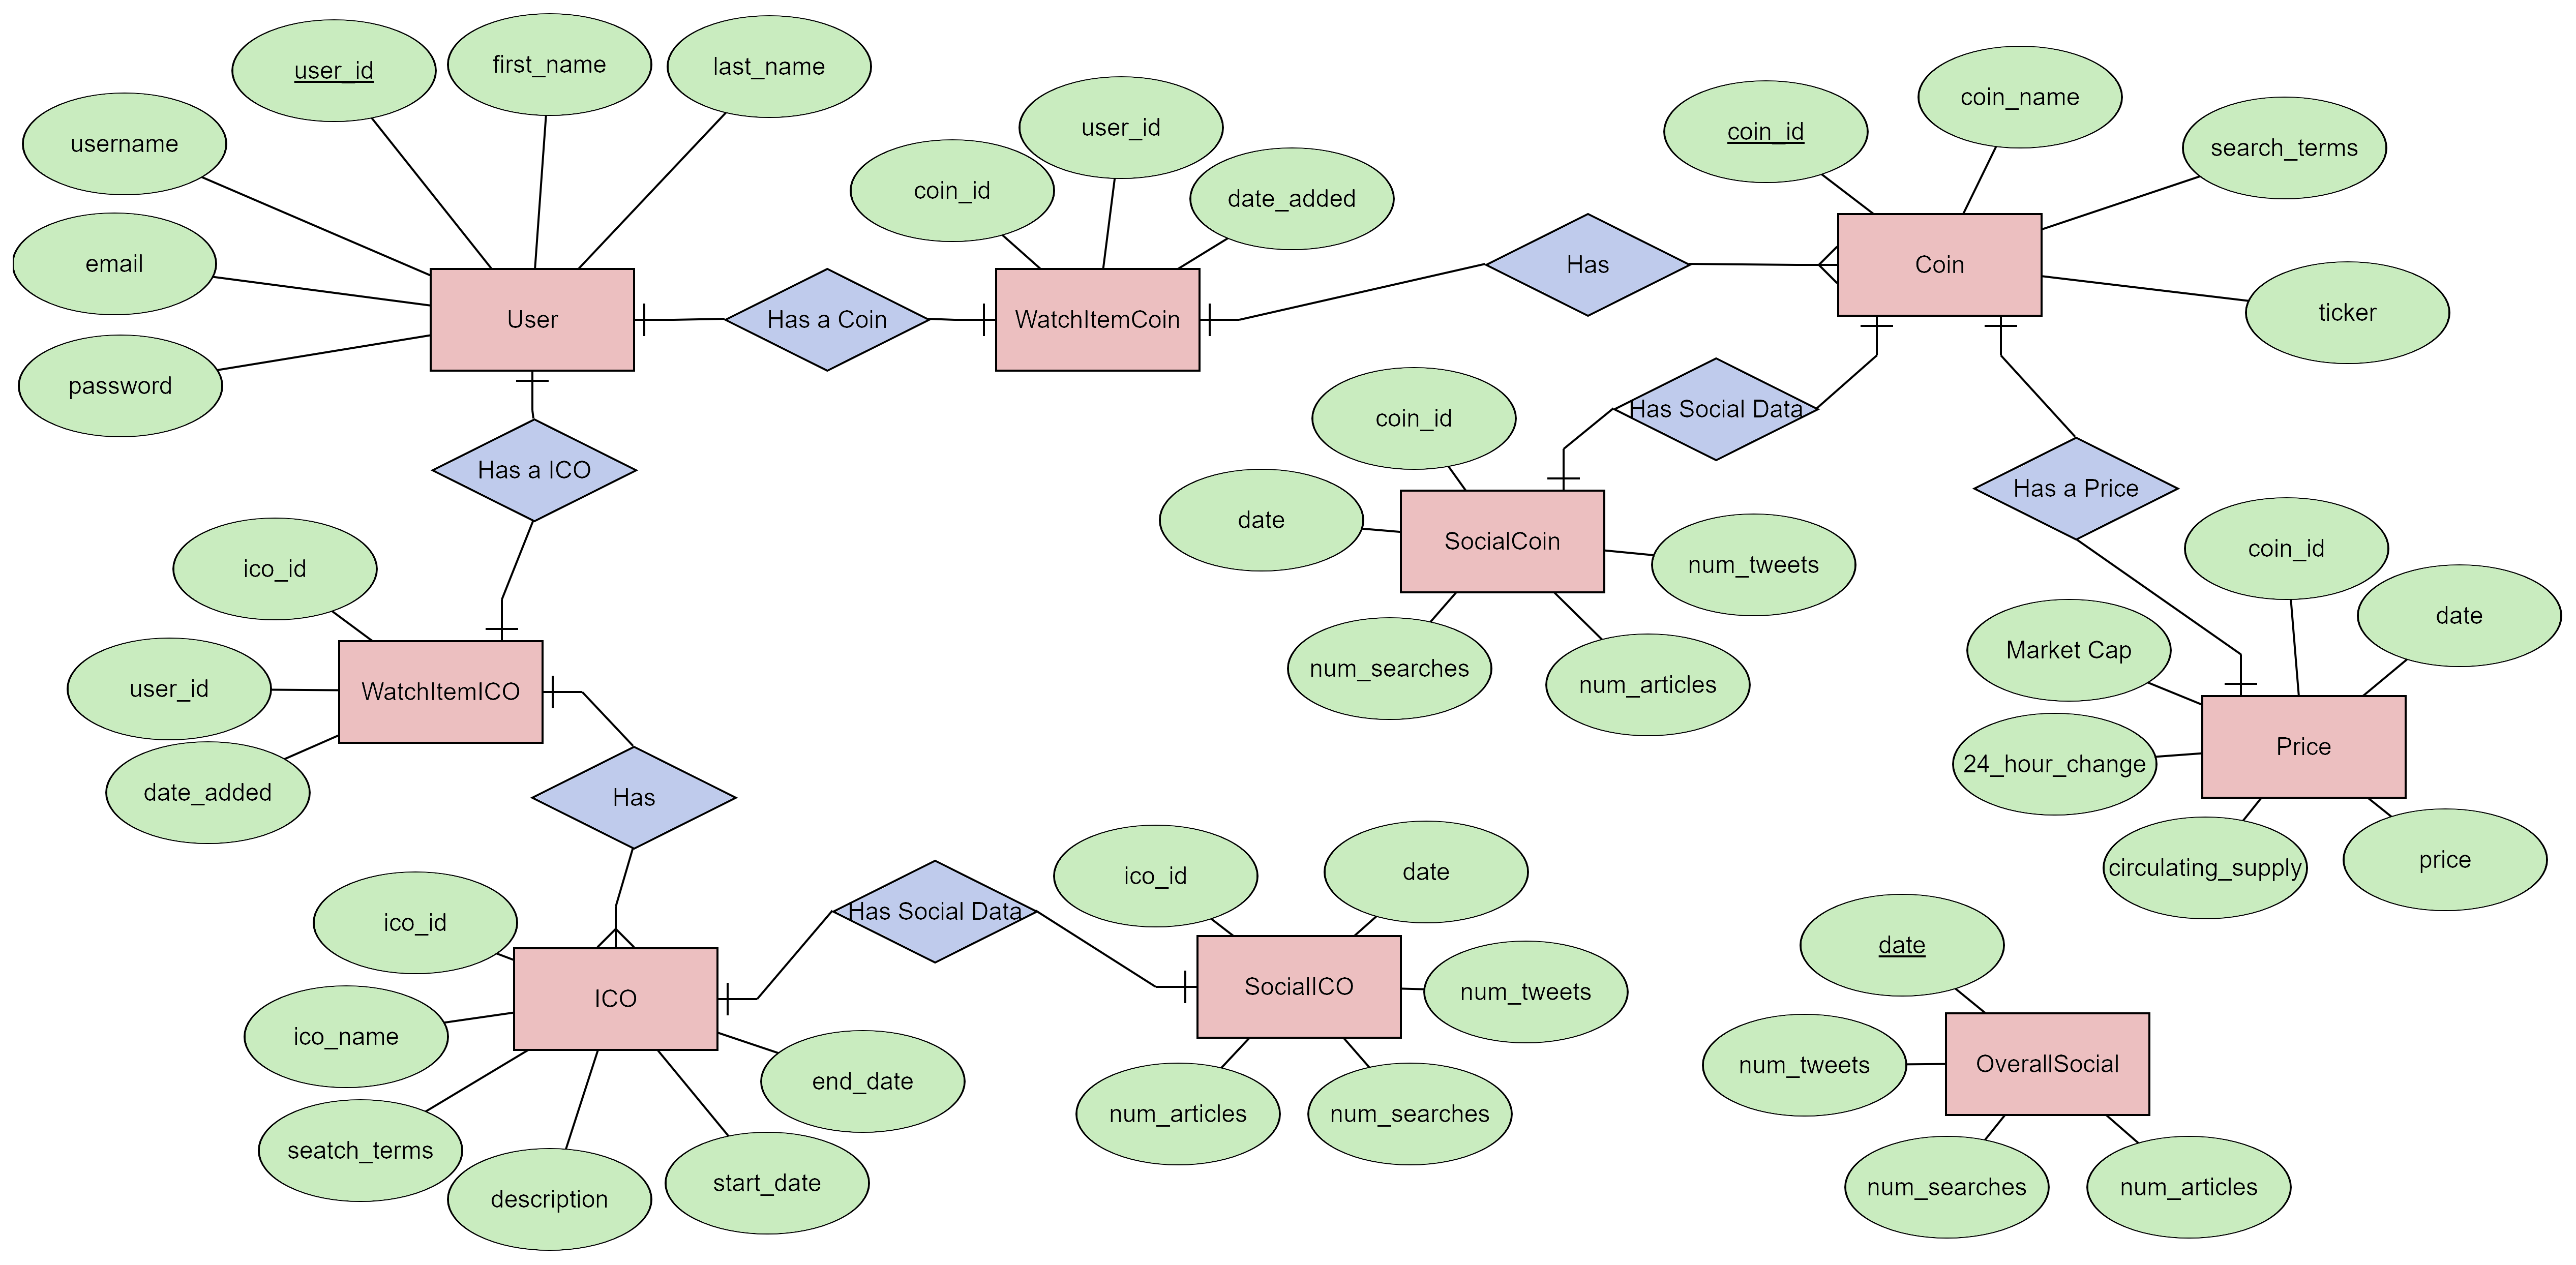 user_id
first_name
last_name
username
email
password
User
Has a Coin
coin_id
user_id
date_added
WatchItemCoin
Has
coin_id
coin_name
search_terms
ticker
Coin
Has Social Data
Has a Price
coin_id
date
SocialCoin
num_tweets
num_searches
num_articles
coin_id
date
Market Cap
24_hour_change
Price
circulating_supply
price
Has a ICO
ico_id
user_id
date_added
WatchItemICO
Has
ico_id
ico_name
seatch_terms
description
start_date
end_date
ICO
Has Social Data
ico_id
date
SocialICO
num_tweets
num_articles
num_searches
date
num_tweets
OverallSocial
num_searches
num_articles